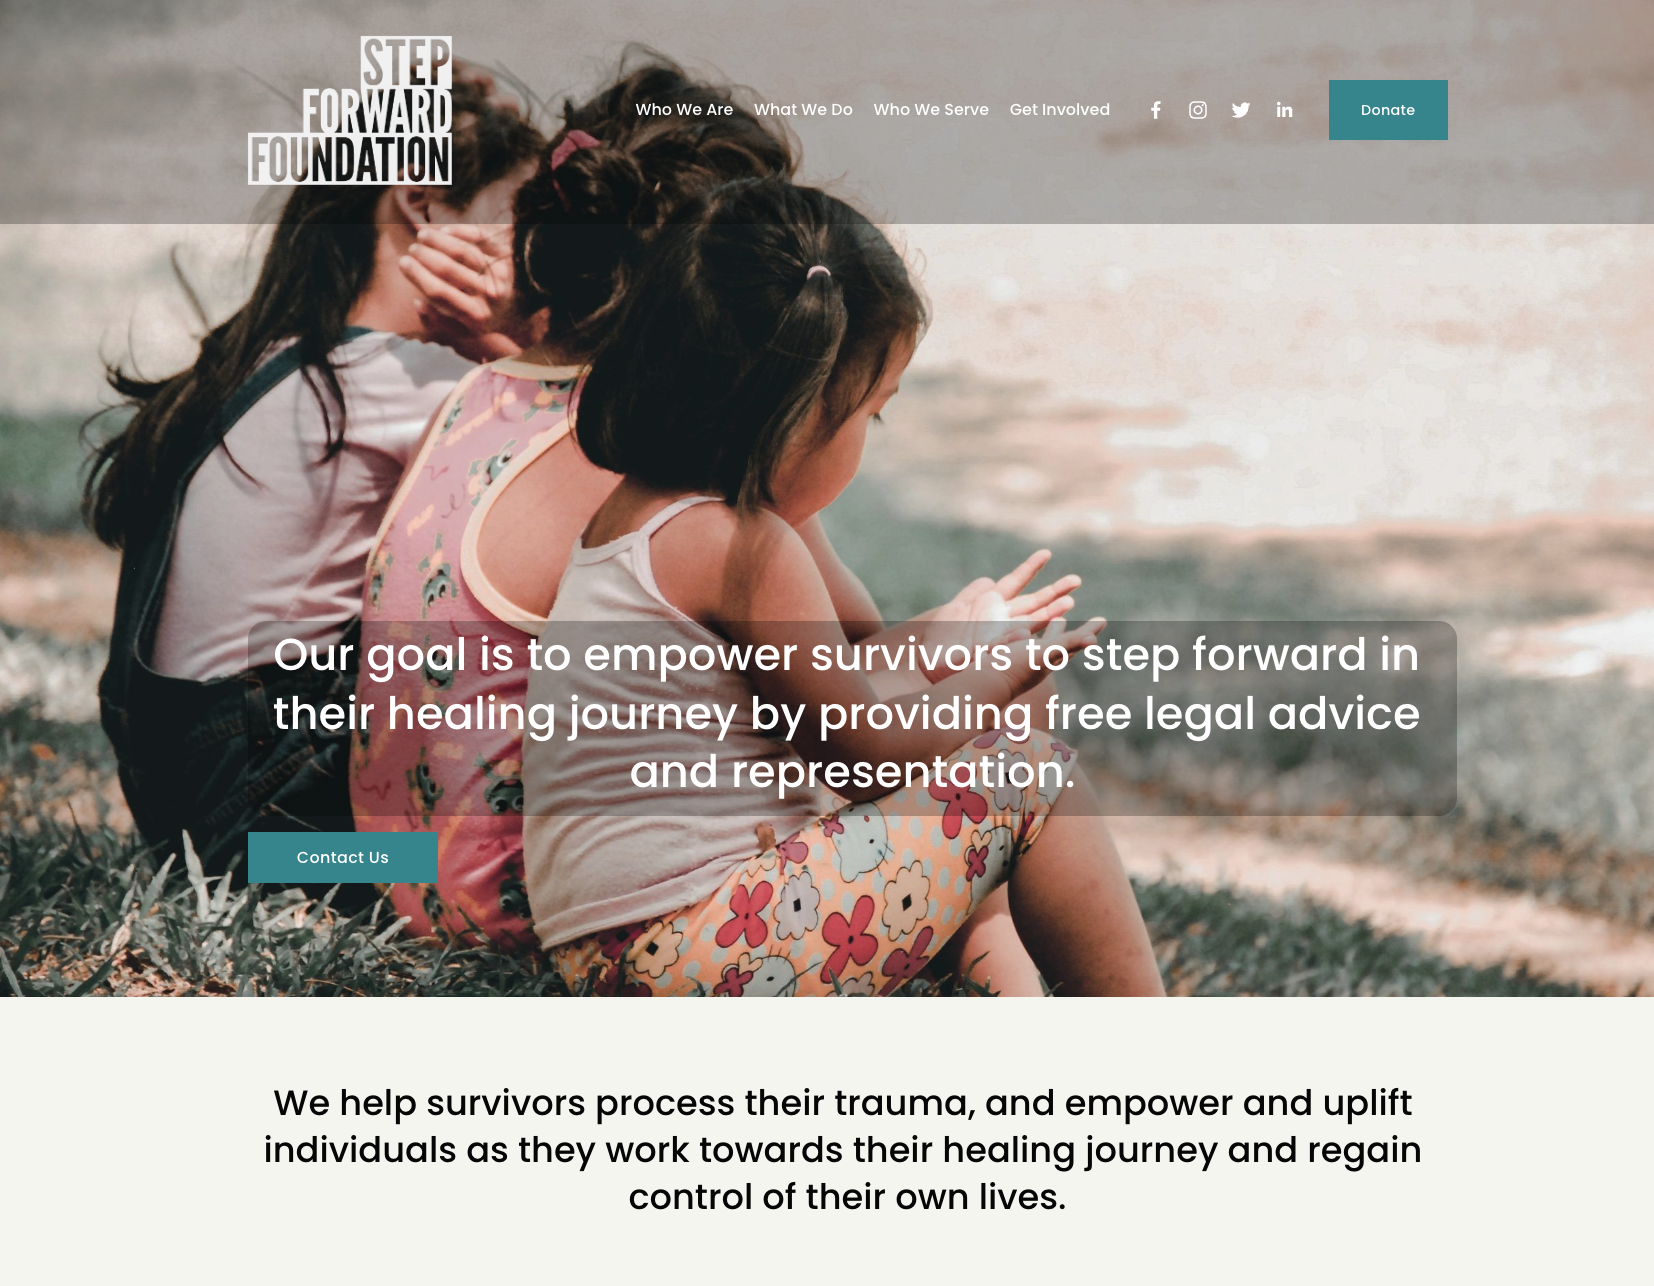 STEP
FORWARD
FOUNDATION
Who We Are What We Do Who We Serve Get Involved
Donate
Our goal is to empower survivors to step forward in
their healing journey by providing free legal advice
and representation.
Contact Us
We help survivors process their trauma, and empower and uplift
individuals as they work towards their healing journey and regain
control of their own lives.